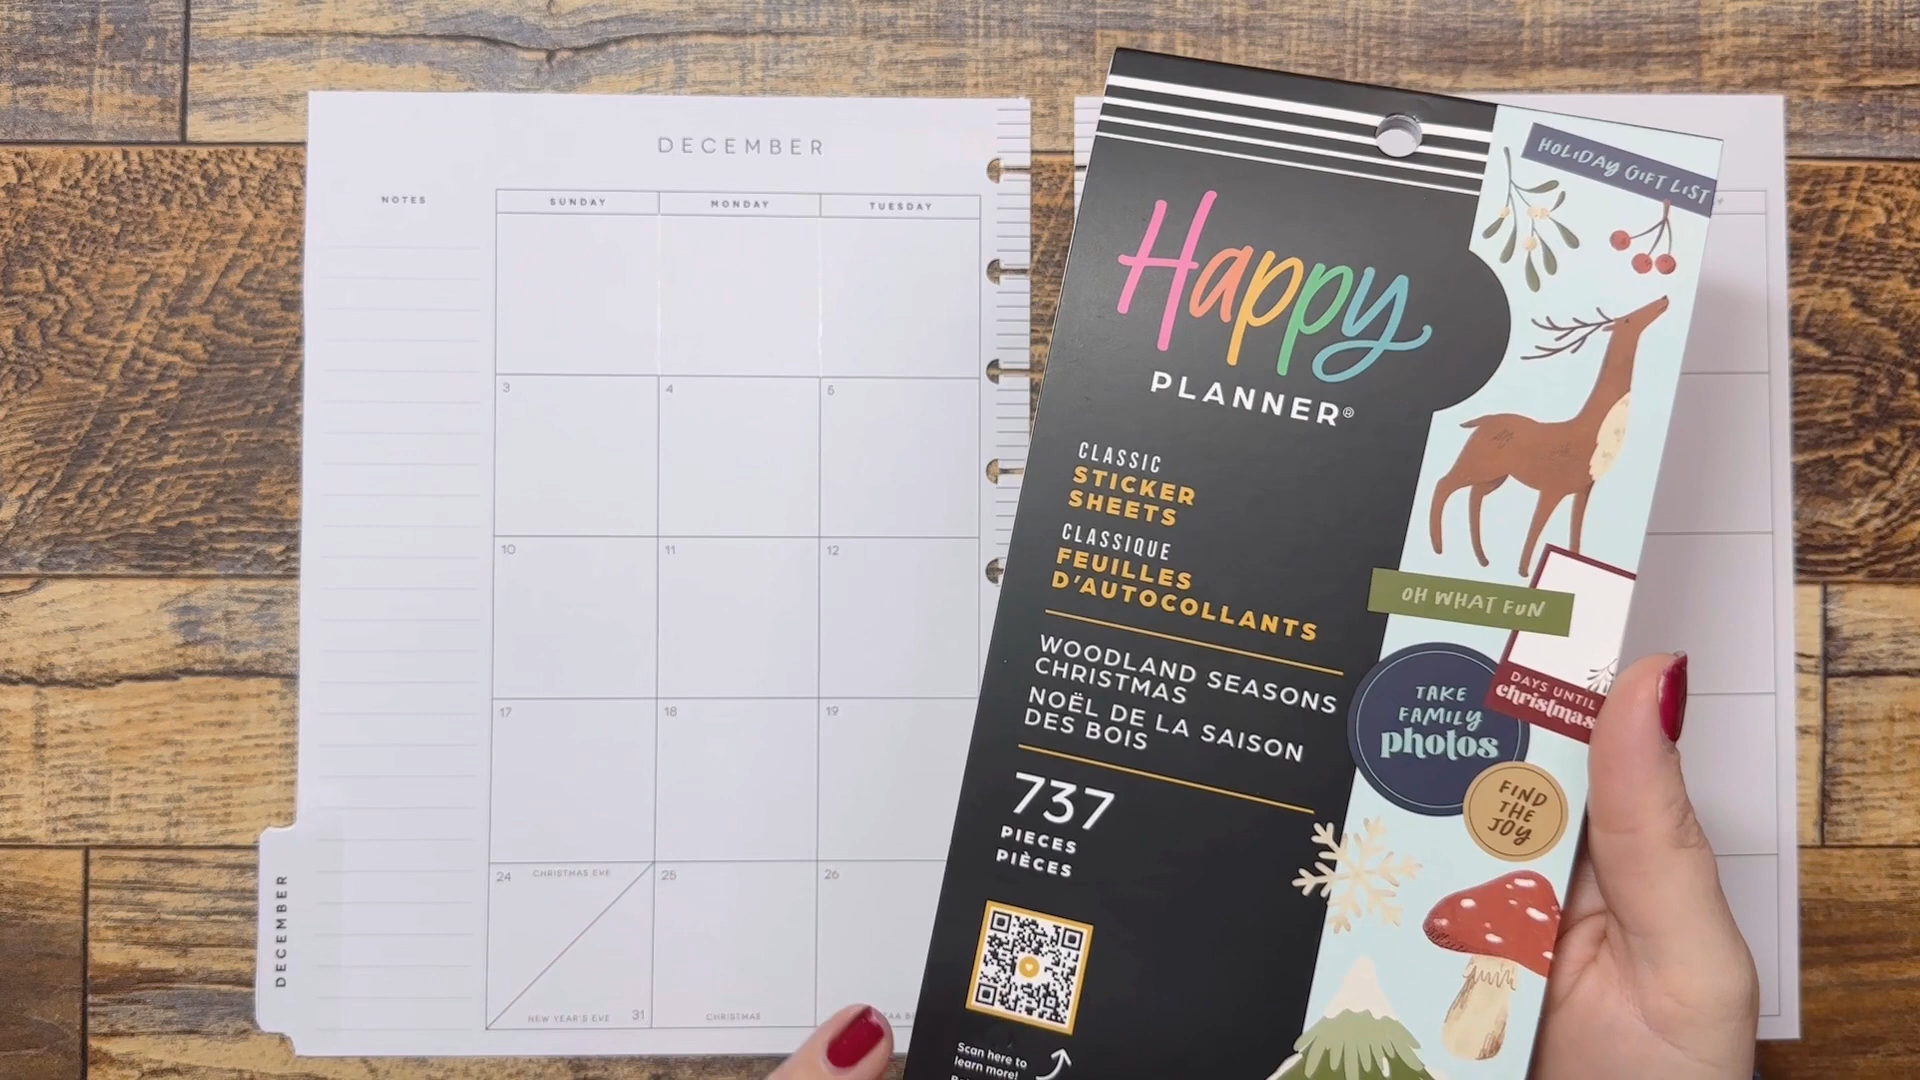 DECEMBER
NOTES
SUNDAY MONDAY TUESDAY
3 4 5
10 11 12
17 18 19
24 CHRISTMAS EVE 25 26
NEW YEAR'S EVE 31 CHRISTMAS
DECEMBER
Happy
PLANNER®
CLASSIC
STICKER
SHEETS
CLASSIQUE
FEUILLES
D'AUTOCOLLANTS
WOODLAND SEASONS
CHRISTMAS
NOËL DE LA SAISON
DES BOIS
737
PIECES
PIÈCES
Scan here to
learn more!
HOLIDAY GIFT LIST
OH WHAT FUN
DAYS UNTIL
christmas
TAKE
FAMILY
photos
FIND
THE
JOY